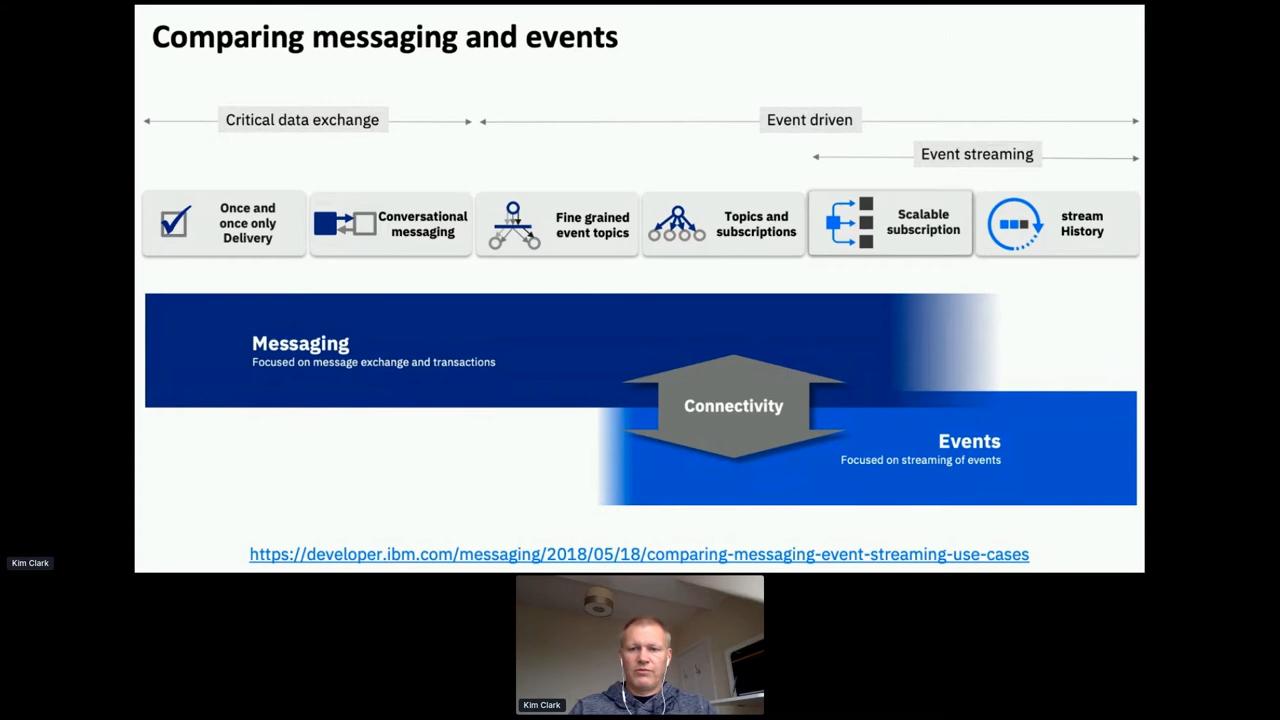 Comparing messaging and events
Critical data exchange
Event driven
Event streaming
Once and
once only
Delivery
Conversational
messaging
Fine grained
event topics
Topics and
subscriptions
Scalable
subscription
stream
History
Messaging
Focused on message exchange and transactions
Connectivity
Events
Focused on streaming of events
https://developer.ibm.com/messaging/2018/05/18/comparing-messaging-event-streaming-use-cases
Kim Clark
Kim Clark